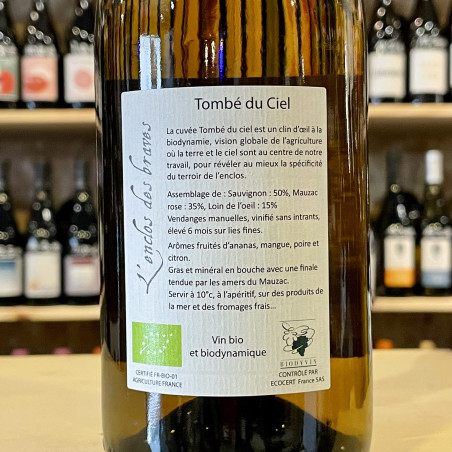 Tombé du Ciel
L'enclos des braves
La cuvée Tombé du ciel est un clin d'œil à la
biodynamie, vision globale de l'agriculture
où la terre et le ciel sont au centre de notre
travail, pour révéler au mieux la spécificité
du terroir de l'enclos.
Assemblage de : Sauvignon : 50%, Mauzac
rose : 35%, Loin de l'oeil : 15%
Vendanges manuelles, vinifié sans intrants,
élevé 6 mois sur lies fines.
Arômes fruités d'ananas, mangue, poire et
citron.
Gras et minéral en bouche avec une finale
tendue par les amers du Mauzac.
Servir à 10°c, à l'apéritif, sur des produits de
la mer et des fromages frais...
Vin bio
et biodynamique
CERTIFIÉ FR-BIO-01
AGRICULTURE FRANCE
BIODYVIN
CONTRÔLÉ PAR
ECOCERT France SAS